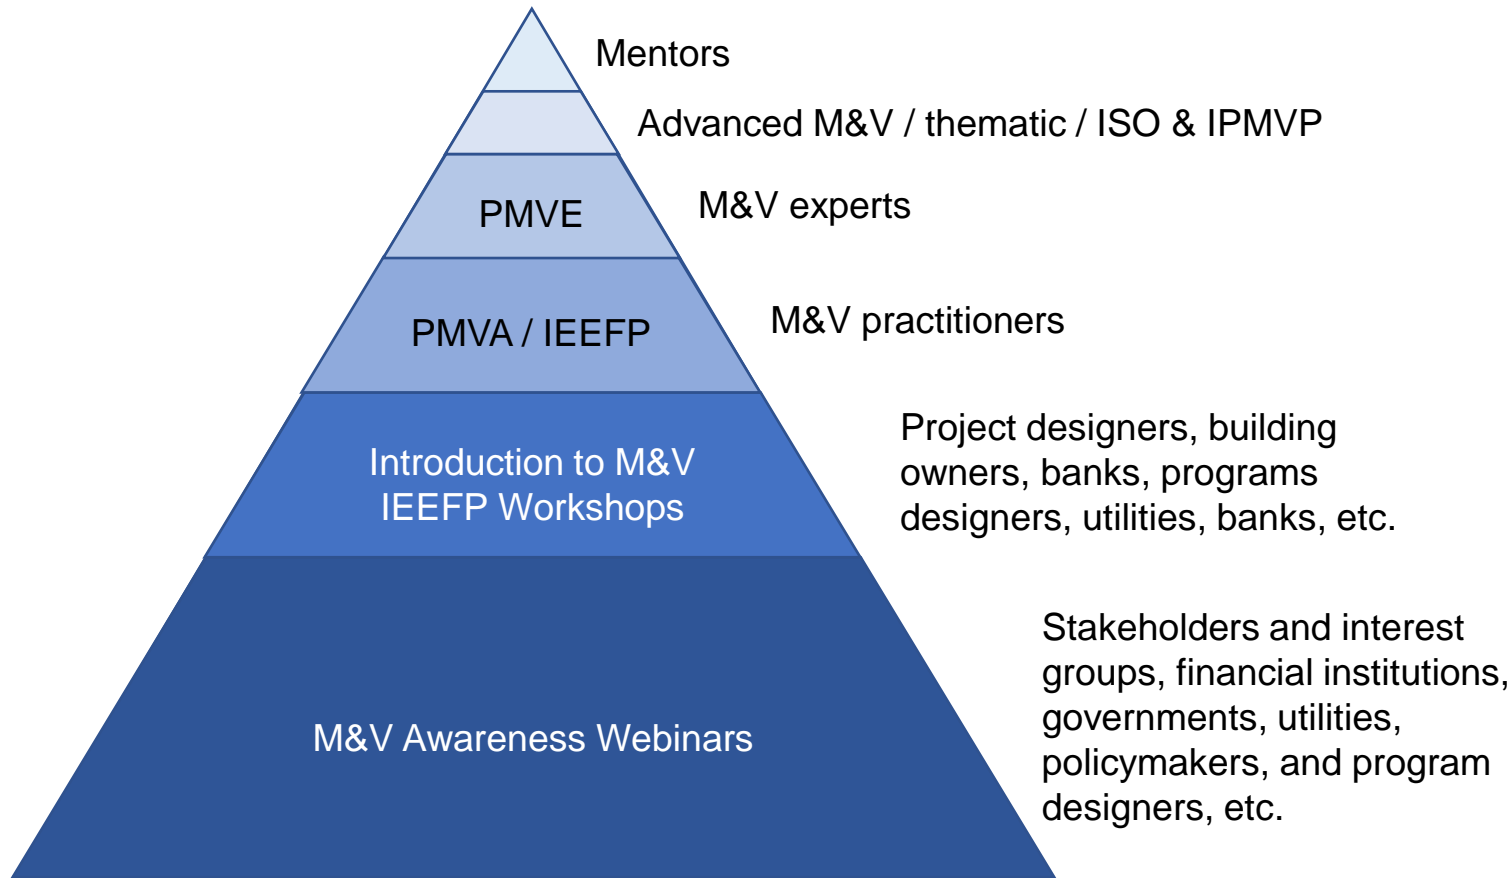 Mentors
Advanced M&V / thematic / ISO & IPMVP
PMVE
M&V experts
PMVA / IEEFP
M&V practitioners
Introduction to M&V
IEEFP Workshops
Project designers, building
owners, banks, programs
designers, utilities, banks, etc.
M&V Awareness Webinars
Stakeholders and interest
groups, financial institutions,
governments, utilities,
policymakers, and program
designers, etc.